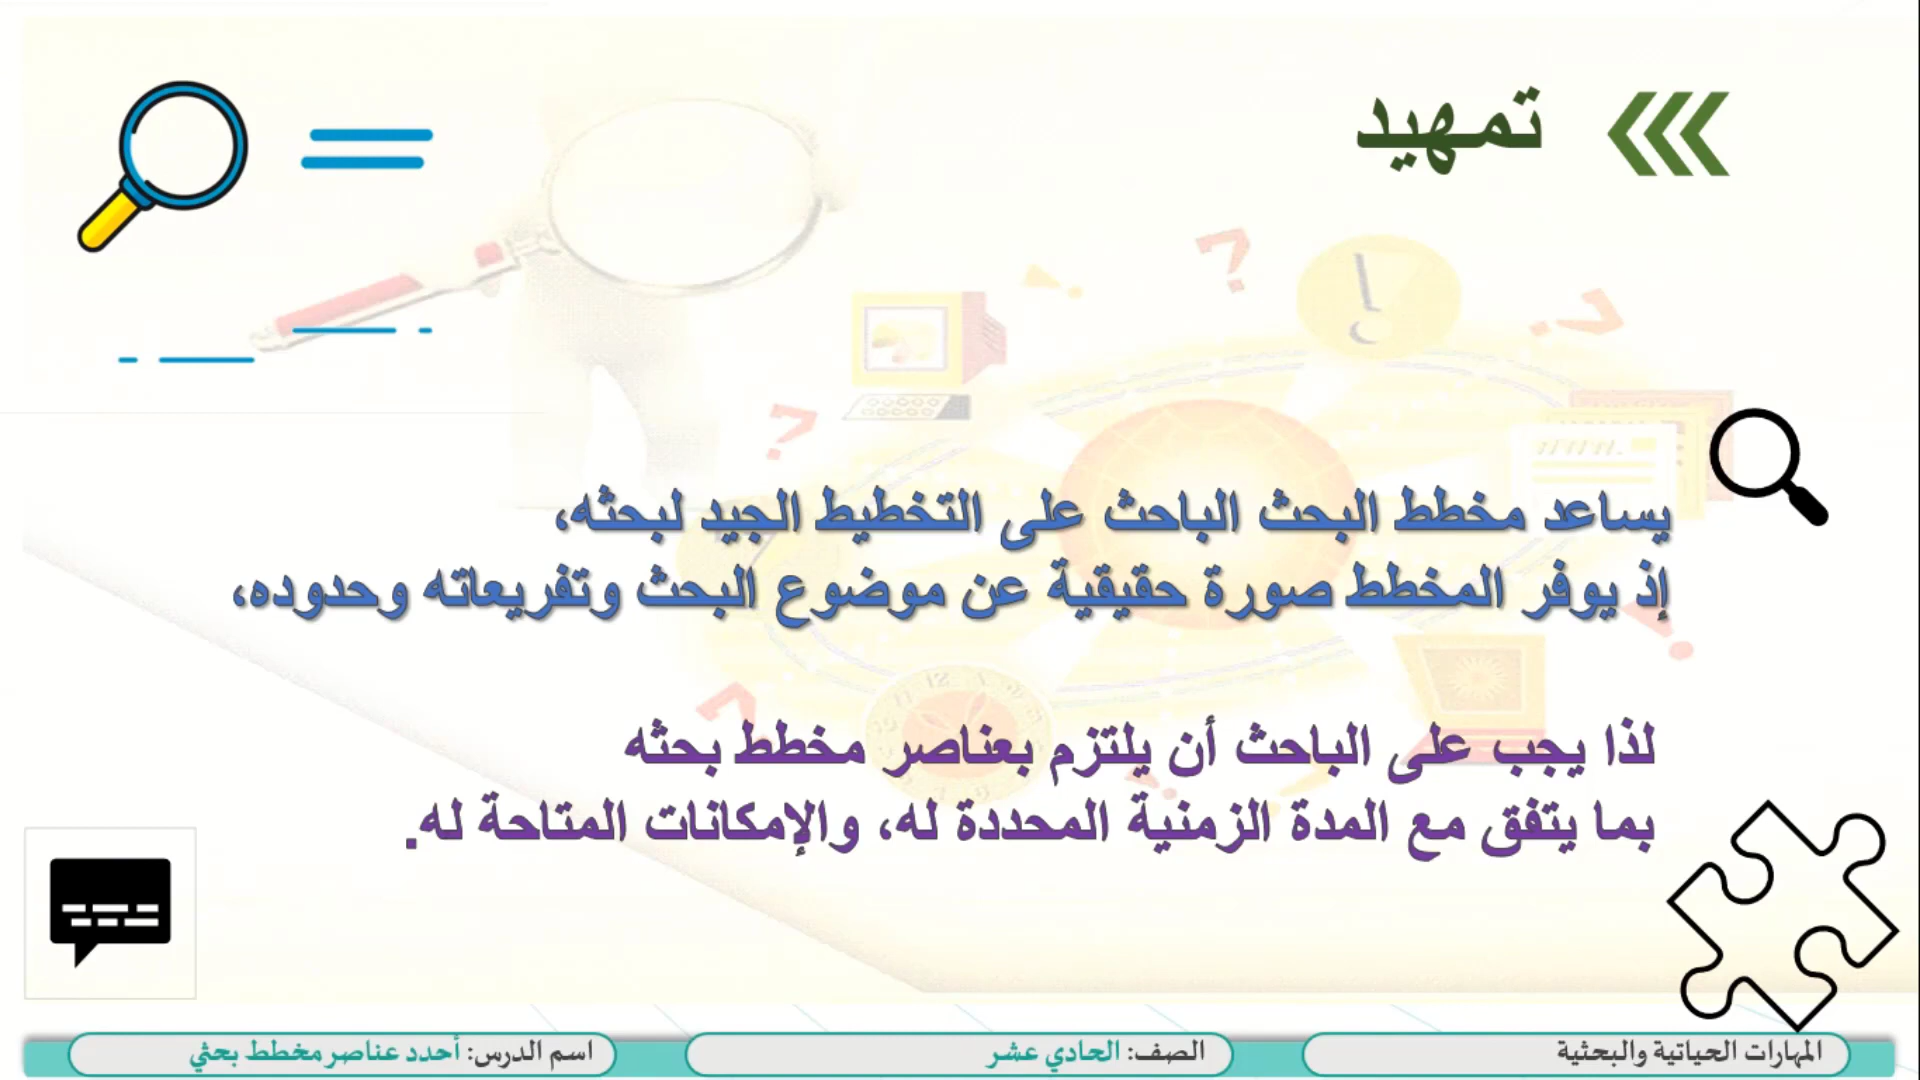 تمهيد
يساعد مخطط البحث الباحث على التخطيط الجيد لبحثه،
إذ يوفر المخطط صورة حقيقية عن موضوع البحث وتفريعاته وحدوده،
لذا يجب على الباحث أن يلتزم بعناصر مخطط بحثه
بما يتفق مع المدة الزمنية المحددة له، والإمكانات المتاحة له.
المهارات الحياتية والبحثية
الصف: الحادي عشر
اسم الدرس: أحدد عناصر مخطط بحثي